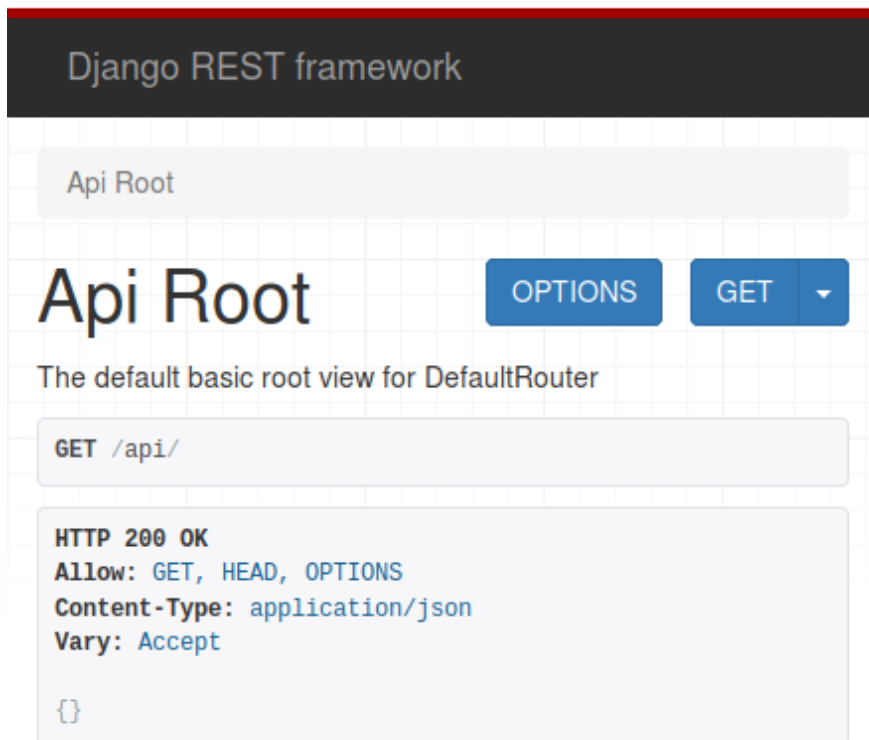 Django REST framework
Api Root
Api Root
OPTIONS
GET
The default basic root view for DefaultRouter
GET /api/
HTTP 200 OK
Allow: GET, HEAD, OPTIONS
Content-Type: application/json
Vary: Accept
{}